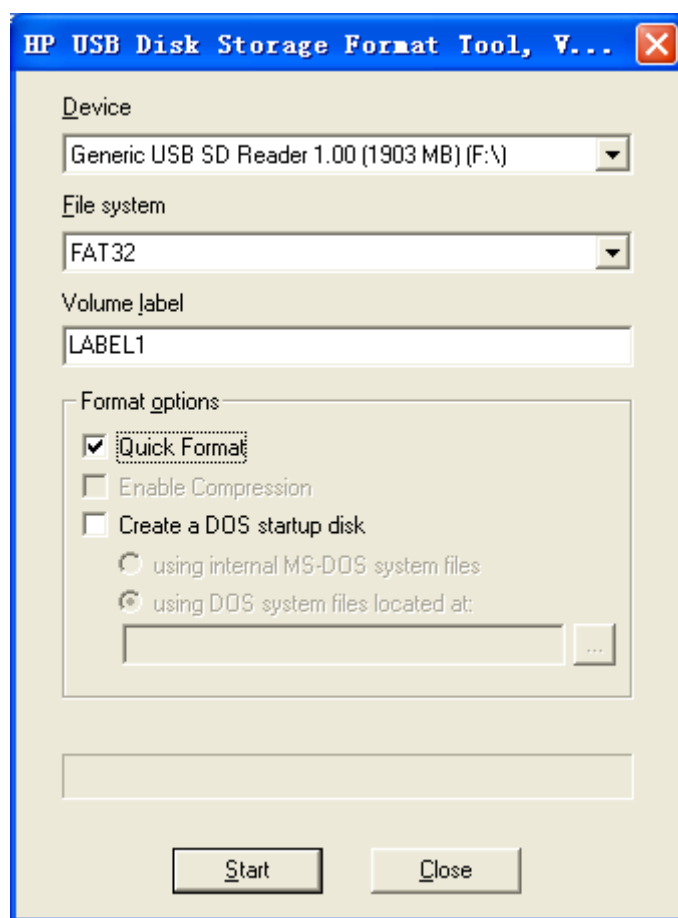 HP USB Disk Storage Format Tool, V...
Device
Generic USB SD Reader 1.00 (1903 MB) (F:\)
File system
FAT32
Volume label
LABEL1
Format options
Quick Format
Enable Compression
Create a DOS startup disk
using internal MS-DOS system files
using DOS system files located at:
...
Start Close